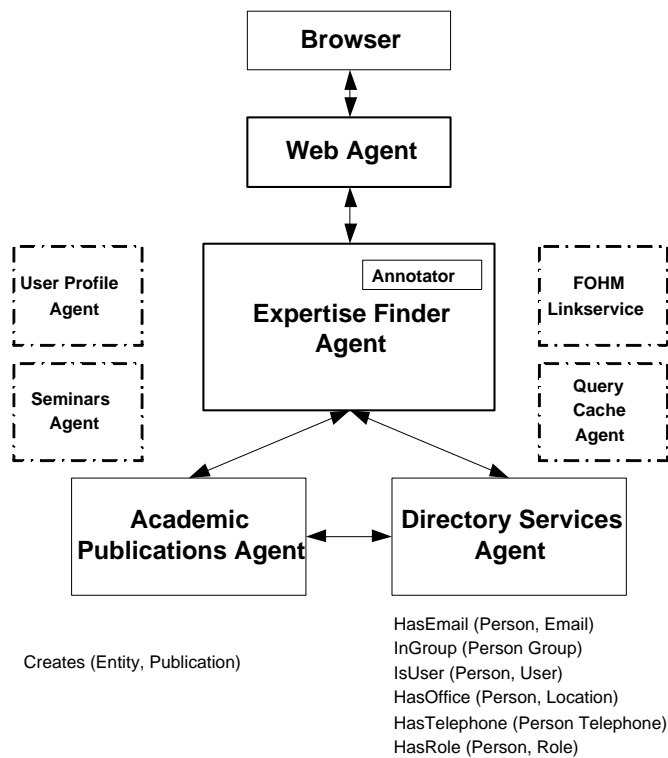 Browser
Web Agent
Annotator
Expertise Finder
Agent
User Profile
Agent
Seminars
Agent
FOHM
Linkservice
Query
Cache
Agent
Academic
Publications Agent
Directory Services
Agent
Creates (Entity, Publication)
HasEmail (Person, Email)
InGroup (Person Group)
IsUser (Person, User)
HasOffice (Person, Location)
HasTelephone (Person Telephone)
HasRole (Person, Role)